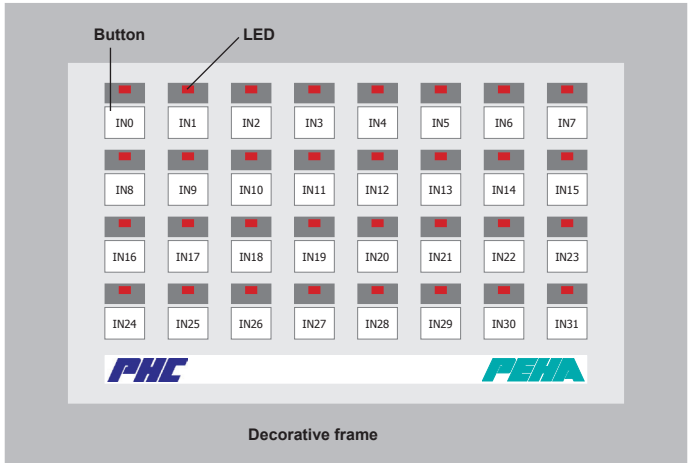 Button LED
IN0 IN1 IN2 IN3 IN4 IN5 IN6 IN7
IN8 IN9 IN10 IN11 IN12 IN13 IN14 IN15
IN16 IN17 IN18 IN19 IN20 IN21 IN22 IN23
IN24 IN25 IN26 IN27 IN28 IN29 IN30 IN31
PHC PEHA
Decorative frame